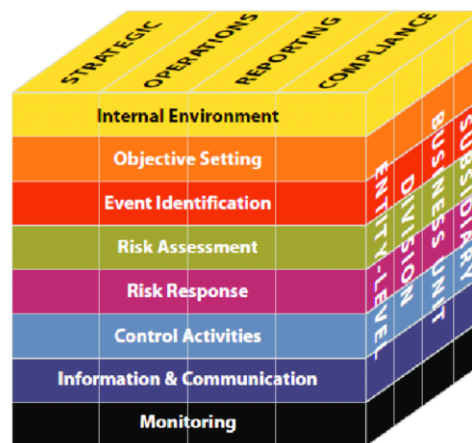 STRATEGIC
OPERATIONS
REPORTING
COMPLIANCE
Internal Environment
Objective Setting
Event Identification
Risk Assessment
Risk Response
Control Activities
Information & Communication
Monitoring
ENTITY-LEVEL
DIVISION
BUSINESS UNIT
SUBSIDIARY